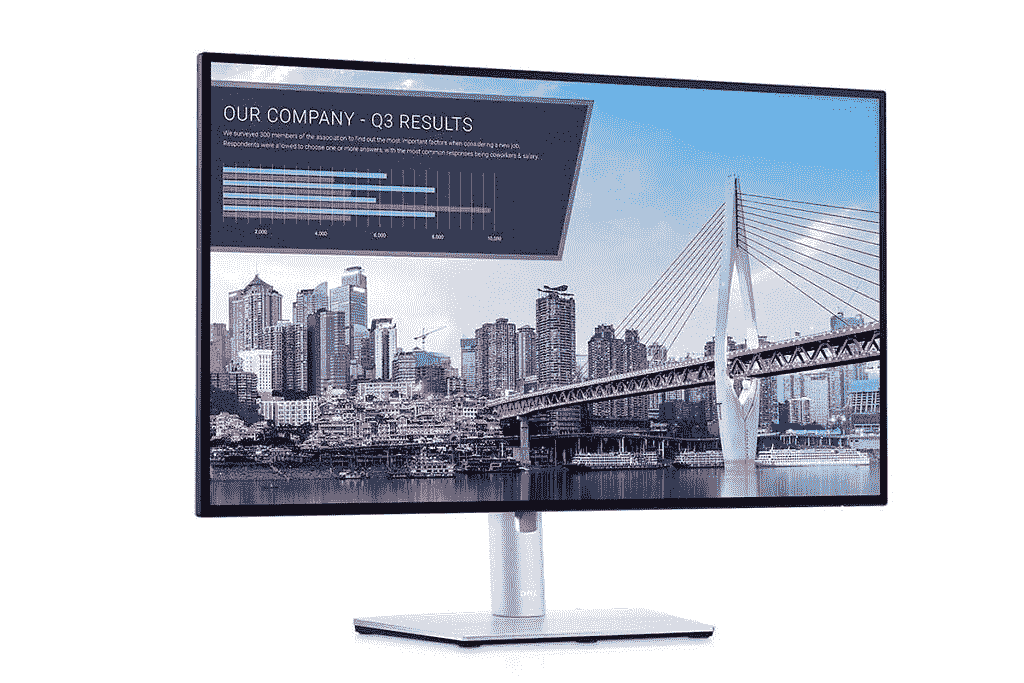 OUR COMPANY - Q3 RESULTS
We surveyed 300 members of the association to find out the most important factors when considering a new job.
Respondents were allowed to choose one or more answers, with the most common responses being coworkers & salary.
2,000 4,000 6,000 8,000 10,000
DELL